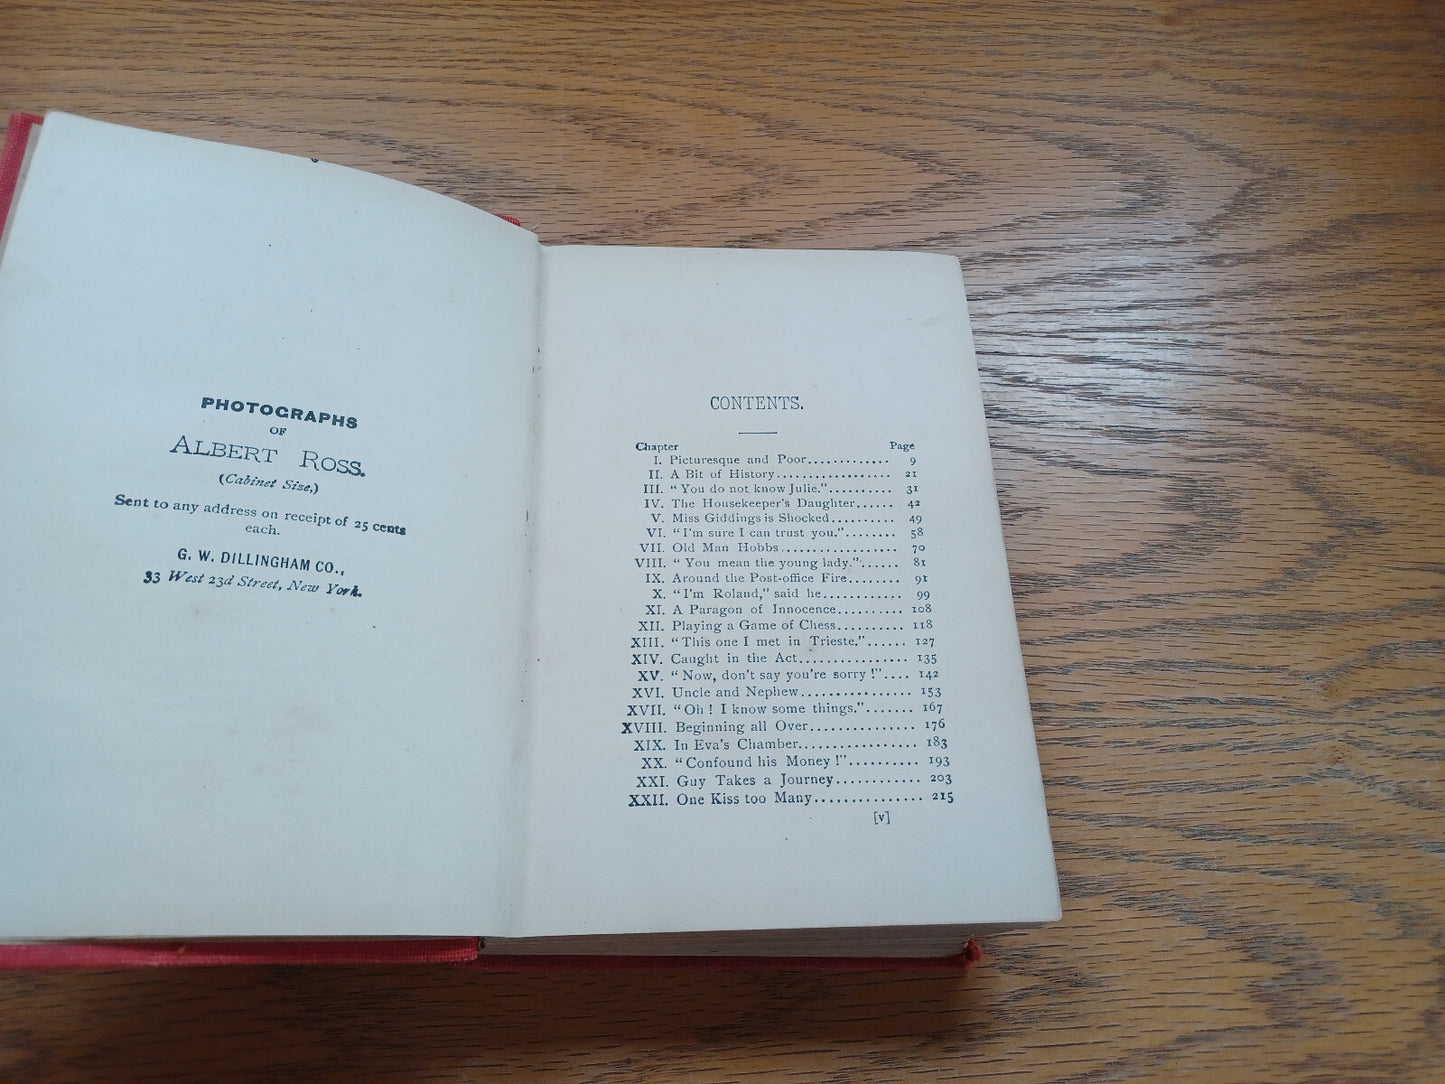 PHOTOGRAPHS
OF
ALBERT ROSS.
(Cabinet Size,)
Sent to any address on receipt of 25 cents
each.
G. W. DILLINGHAM CO.,
33 West 23d Street, New York.
CONTENTS.
Chapter Page
I. Picturesque and Poor............. 9
II. A Bit of History.................. 21
III. "You do not know Julie.".......... 31
IV. The Housekeeper's Daughter...... 42
V. Miss Giddings is Shocked.......... 49
VI. "I'm sure I can trust you."........ 58
VII. Old Man Hobbs.................. 70
VIII. "You mean the young lady."...... 81
IX. Around the Post-office Fire........ 91
X. "I'm Roland," said he............ 99
XI. A Paragon of Innocence.......... 108
XII. Playing a Game of Chess.......... 118
XIII. "This one I met in Trieste."...... 127
XIV. Caught in the Act................ 135
XV. "Now, don't say you're sorry!".... 142
XVI. Uncle and Nephew................ 153
XVII. "Oh! I know some things."....... 167
XVIII. Beginning all Over............... 176
XIX. In Eva's Chamber................. 183
XX. "Confound his Money!".......... 193
XXI. Guy Takes a Journey............ 203
XXII. One Kiss too Many............... 215
[v]